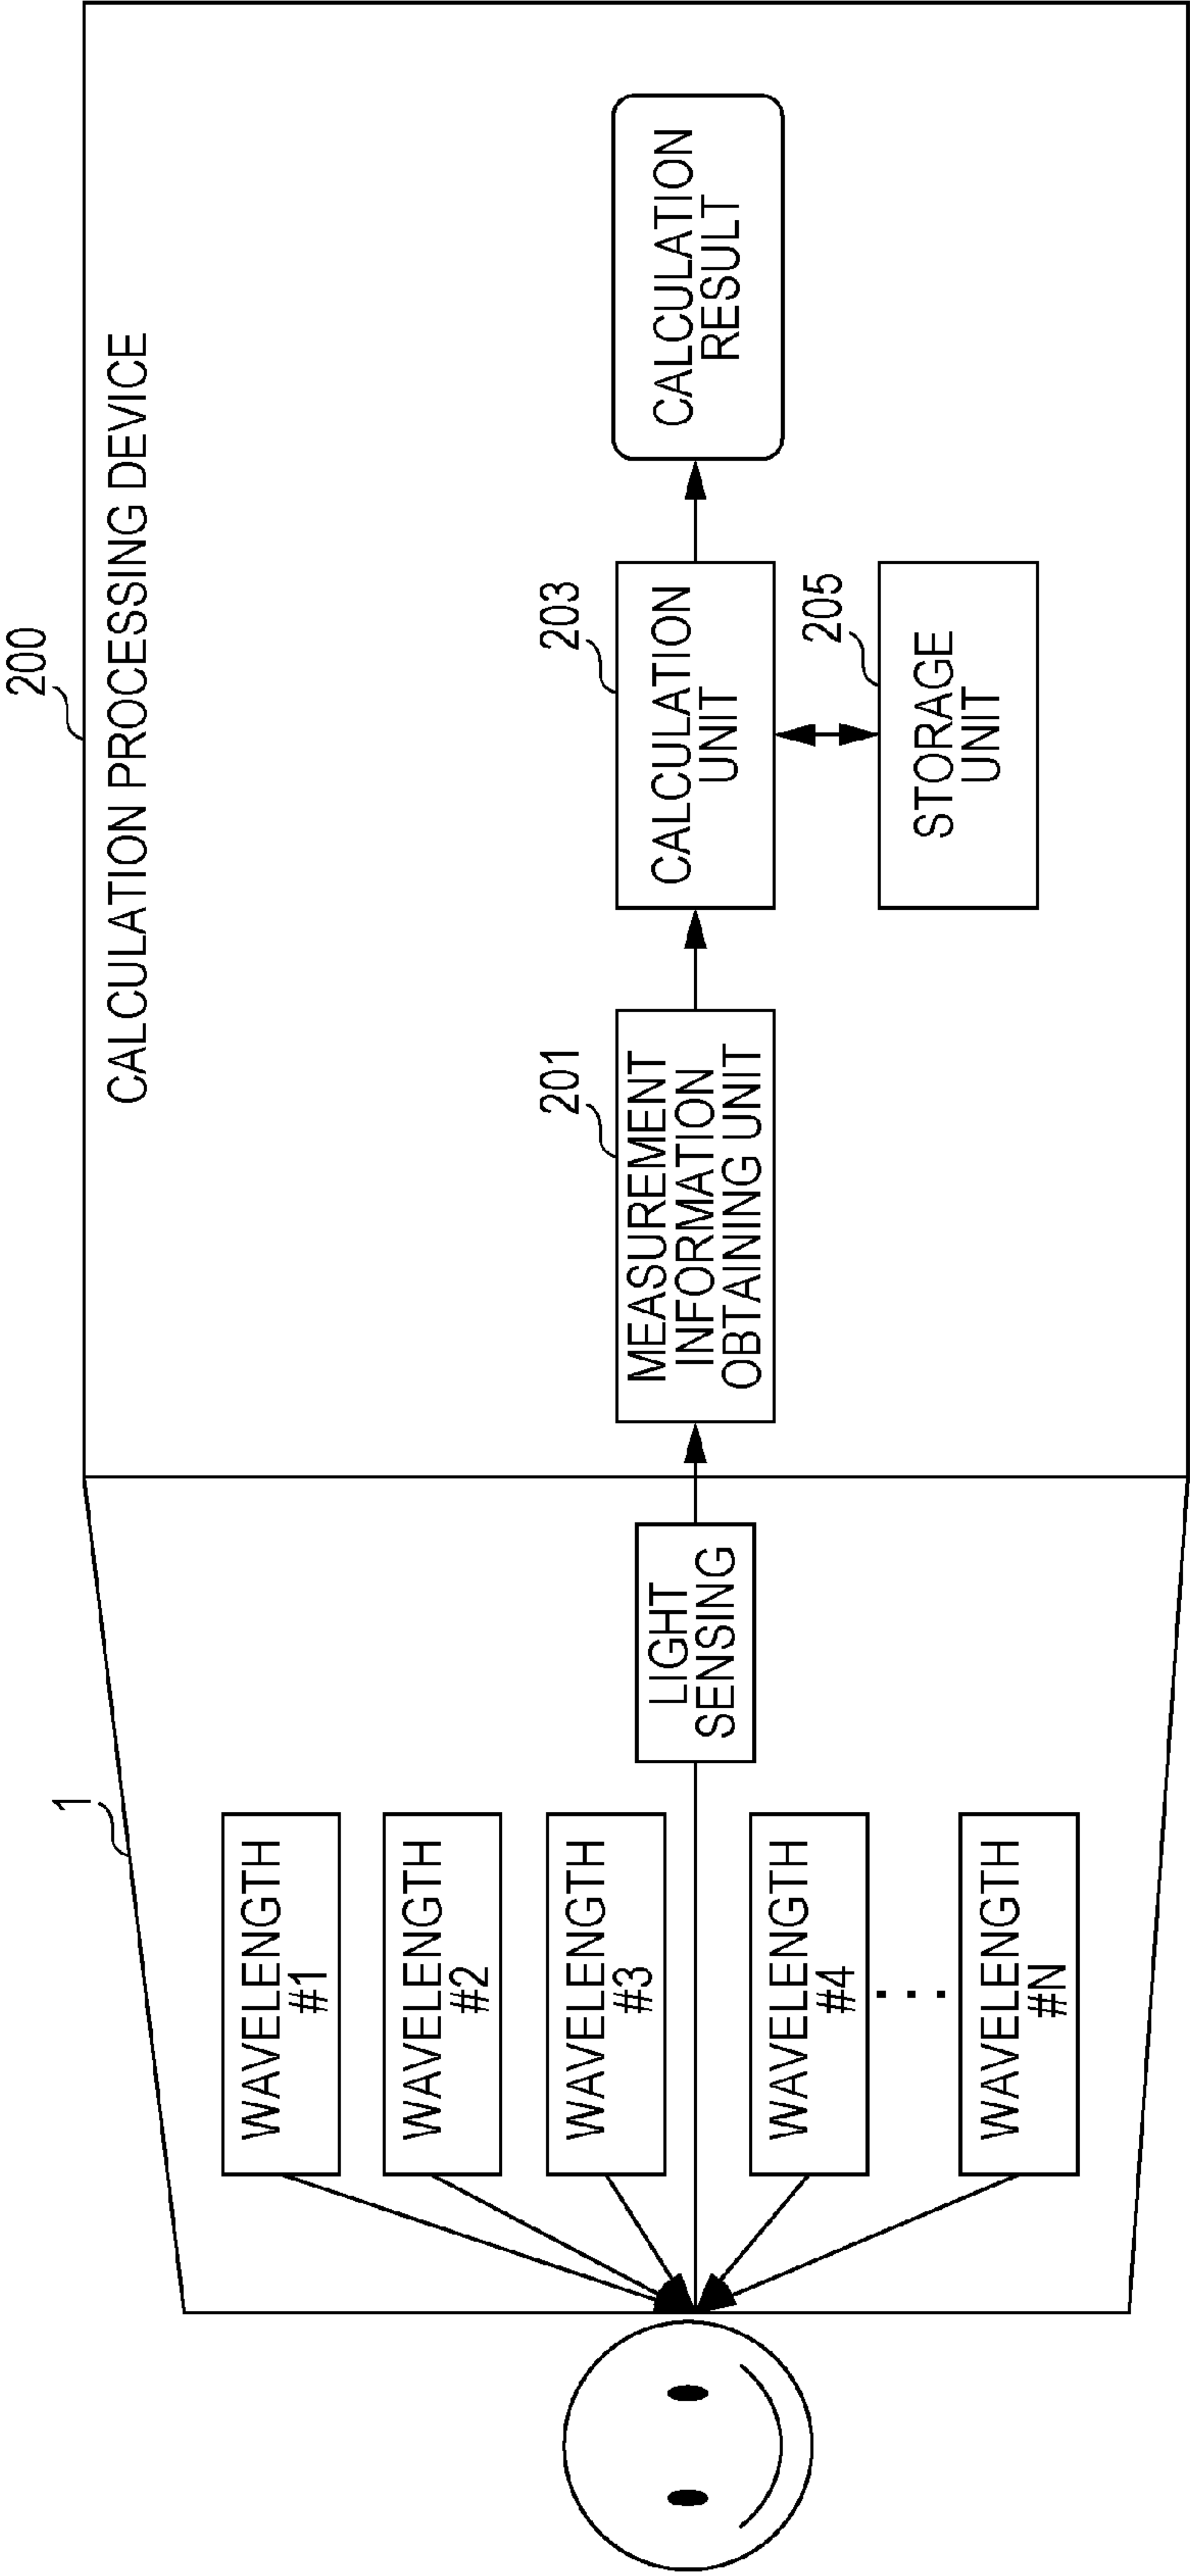 200
CALCULATION PROCESSING DEVICE
1
WAVELENGTH
#1
WAVELENGTH
#2
WAVELENGTH
#3
WAVELENGTH
#4
...
WAVELENGTH
#N
LIGHT
SENSING
201
MEASUREMENT
INFORMATION
OBTAINING UNIT
203
CALCULATION
UNIT
205
STORAGE
UNIT
CALCULATION
RESULT